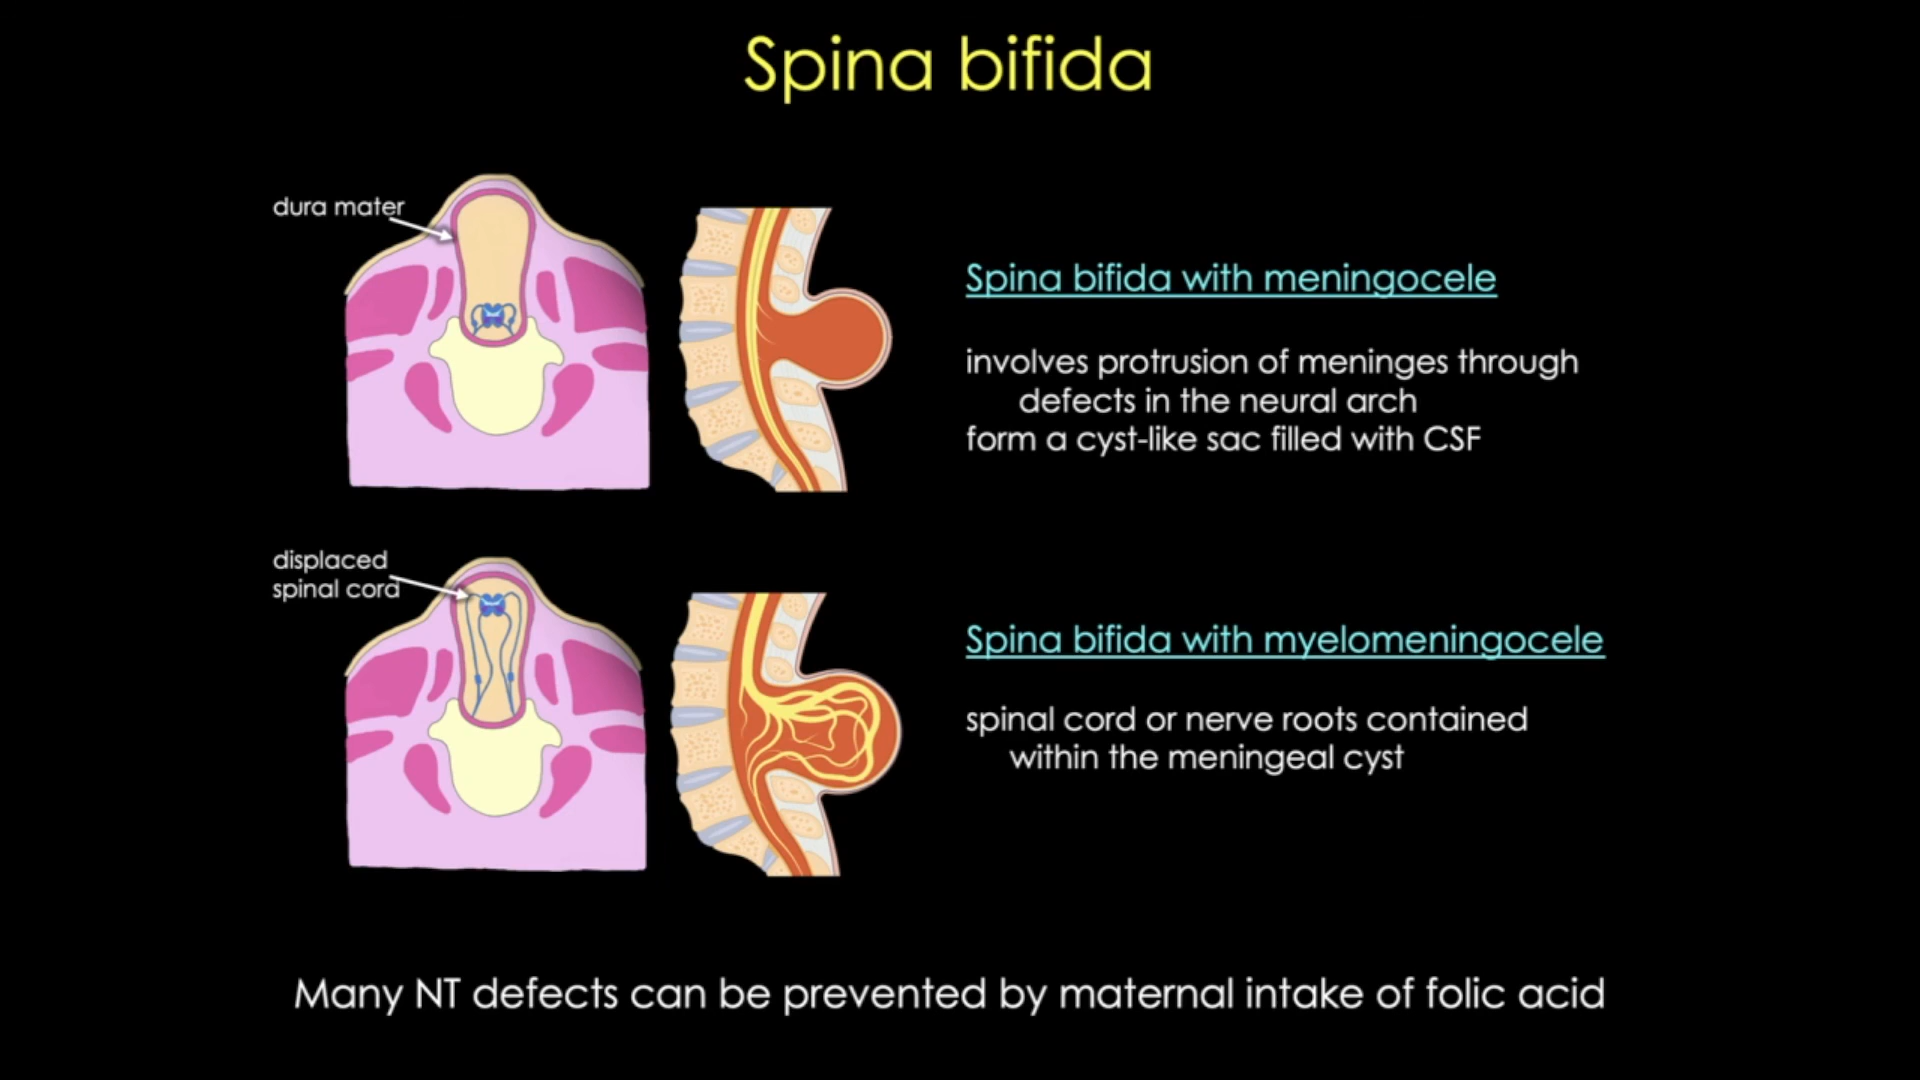 Spina bifida
dura mater
Spina bifida with meningocele
involves protrusion of meninges through
defects in the neural arch
form a cyst-like sac filled with CSF
displaced
spinal cord
Spina bifida with myelomeningocele
spinal cord or nerve roots contained
within the meningeal cyst
Many NT defects can be prevented by maternal intake of folic acid